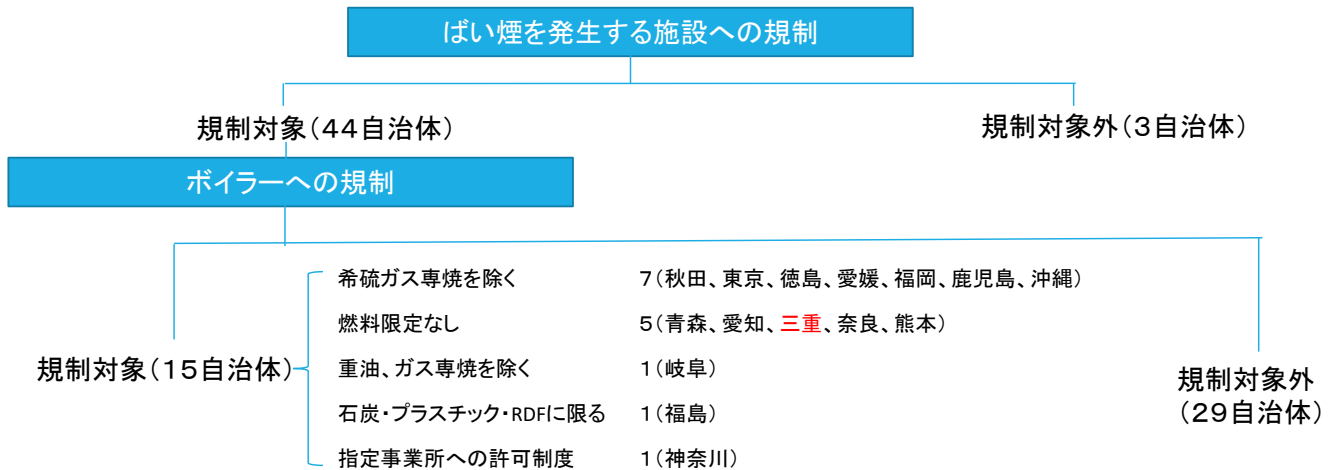 ばい煙を発生する施設への規制
規制対象（４４自治体）
規制対象外（３自治体）
ボイラーへの規制
規制対象（１５自治体）
希硫ガス専焼を除く　７（秋田、東京、徳島、愛媛、福岡、鹿児島、沖縄）
燃料限定なし　５（青森、愛知、三重、奈良、熊本）
重油、ガス専焼を除く　１（岐阜）
石炭・プラスチック・RDFに限る　１（福島）
指定事業所への許可制度　１（神奈川）
規制対象外
（２９自治体）